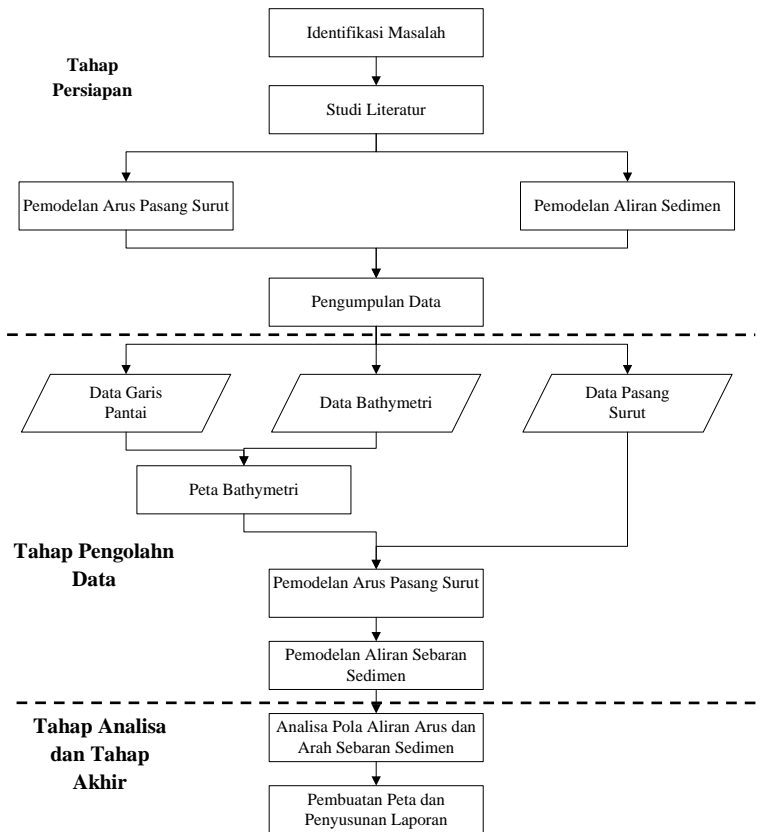 Identifikasi Masalah
Tahap
Persiapan
Studi Literatur
Pemodelan Arus Pasang Surut
Pemodelan Aliran Sedimen
Pengumpulan Data
Data Garis
Pantai
Data Bathymetri
Data Pasang
Surut
Peta Bathymetri
Tahap Pengolahn
Data
Pemodelan Arus Pasang Surut
Pemodelan Aliran Sebaran
Sedimen
Tahap Analisa
dan Tahap
Akhir
Analisa Pola Aliran Arus dan
Arah Sebaran Sedimen
Pembuatan Peta dan
Penyusunan Laporan